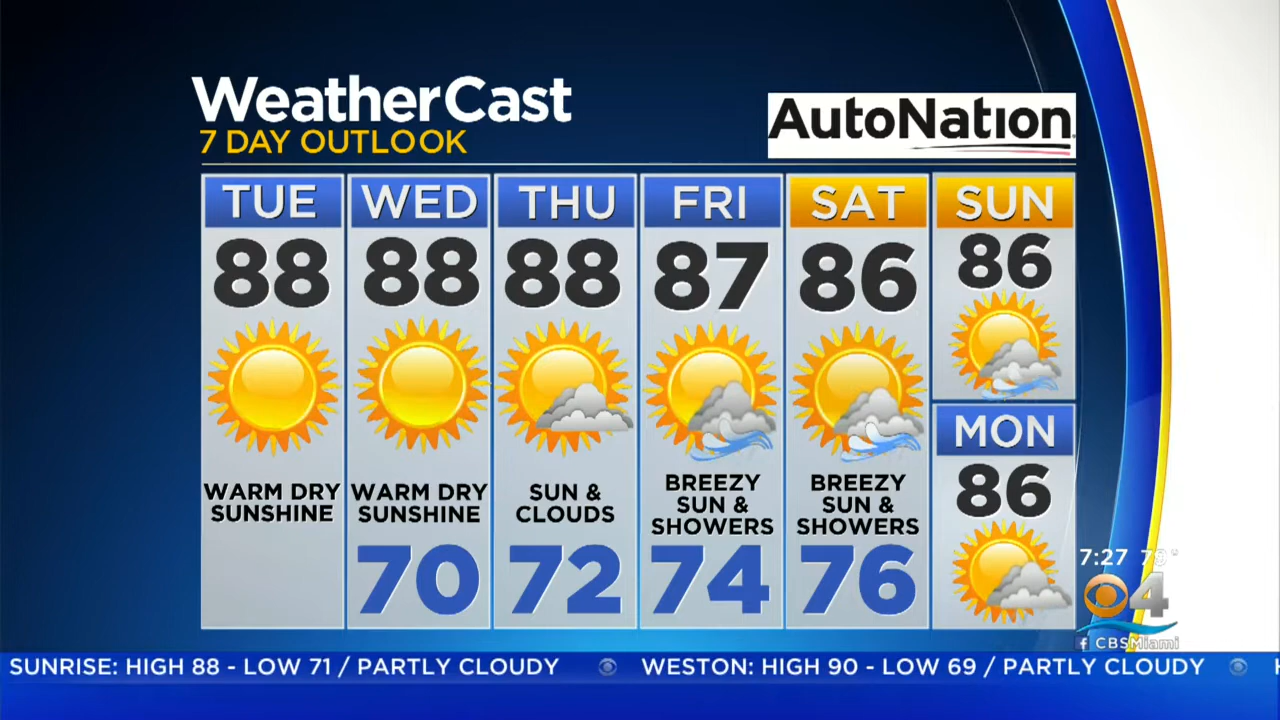 WeatherCast
7 DAY OUTLOOK
AutoNation
TUE
88
WARM DRY
SUNSHINE
WED
88
WARM DRY
SUNSHINE
70
THU
88
SUN &
CLOUDS
72
FRI
87
BREEZY
SUN &
SHOWERS
74
SAT
86
BREEZY
SUN &
SHOWERS
76
SUN
86
MON
86
7:27 79°
4
f CBSMiami
SUNRISE: HIGH 88 - LOW 71 / PARTLY CLOUDY WESTON: HIGH 90 - LOW 69 / PARTLY CLOUDY